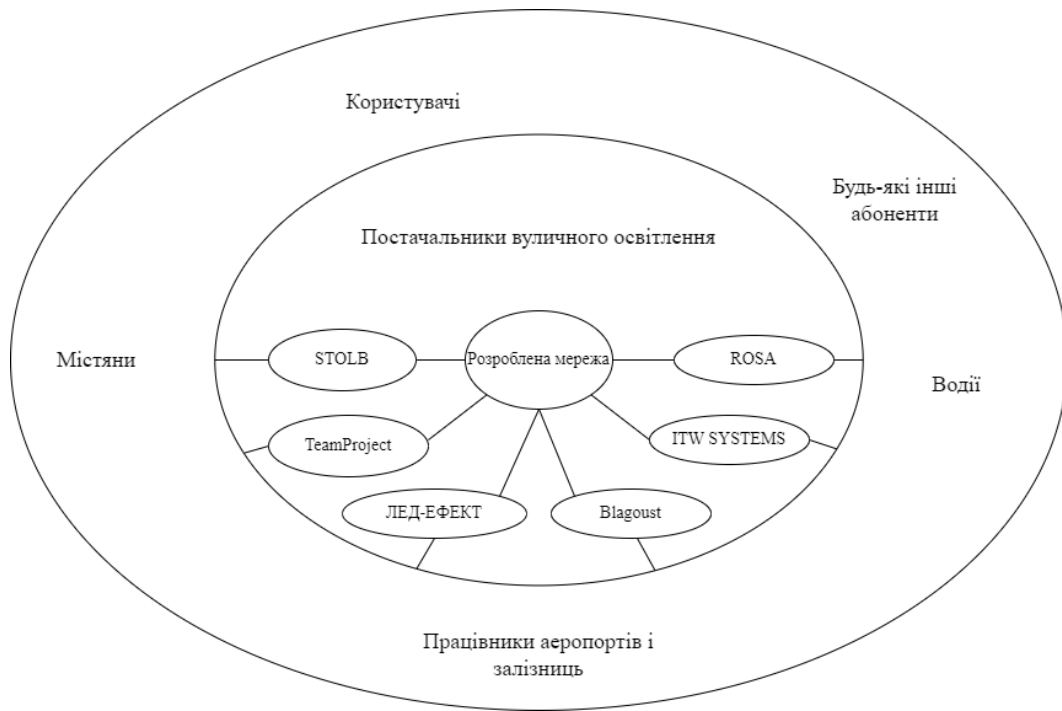 Користувачі
Будь-які інші
абоненти
Постачальники вуличного освітлення
STOLB
Розроблена мережа
ROSA
Містяни
Водії
TeamProject
ITW SYSTEMS
ЛЕД-ЕФЕКТ
Blagoust
Працівники аеропортів і
залізниць